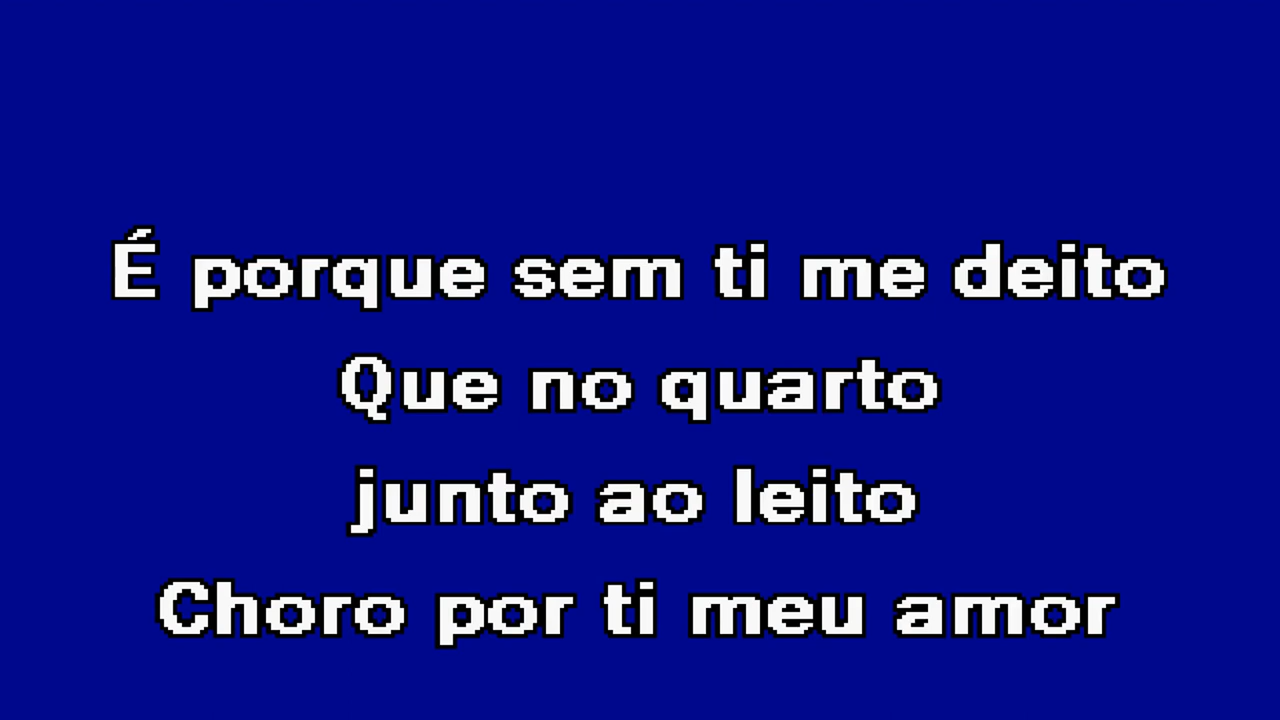 É porque sem ti me deito
Que no quarto
junto ao leito
Choro por ti meu amor